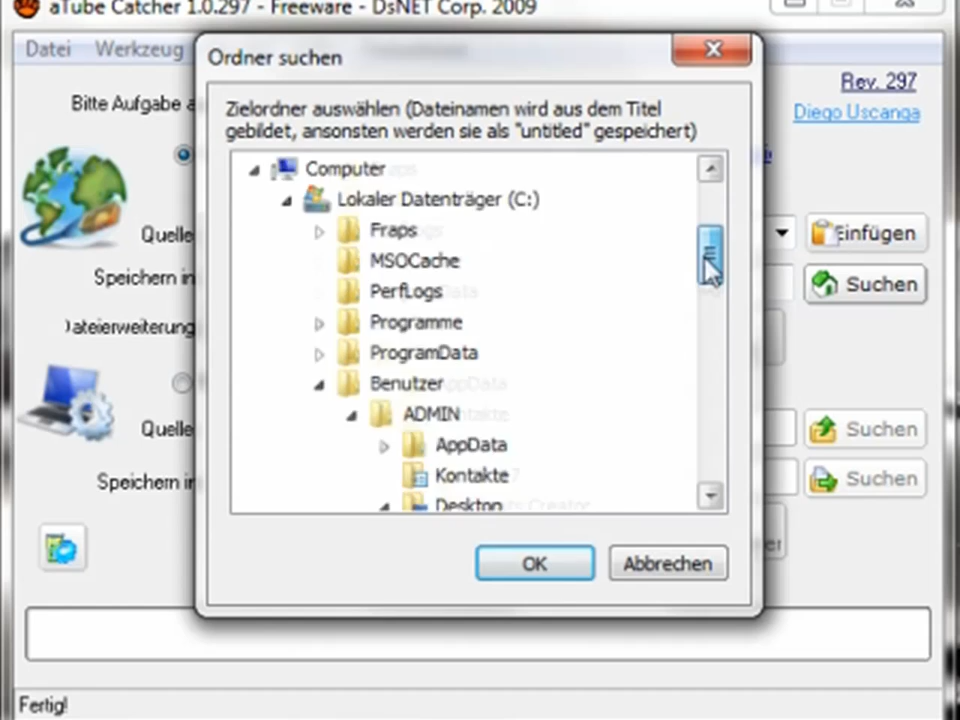 aTube Catcher 1.0.297 - Freeware - DsNET Corp. 2009
Datei Werkzeug
Ordner suchen
Rev. 297
Bitte Aufgabe a
Zielordner auswählen (Dateinamen wird aus dem Titel
gebildet, ansonsten werden sie als "untitled" gespeichert)
Diego Uscanga
Computer
Lokaler Datenträger (C:)
Fraps
Quelle
Einfügen
MSOCache
Speichern in
Suchen
PerfLogs
Programme
Dateierweiterung
ProgramData
Benutzer
ADMIN
Quelle
Suchen
AppData
Kontakte
Speichern in
Suchen
Desktop
OK
Abbrechen
Fertig!